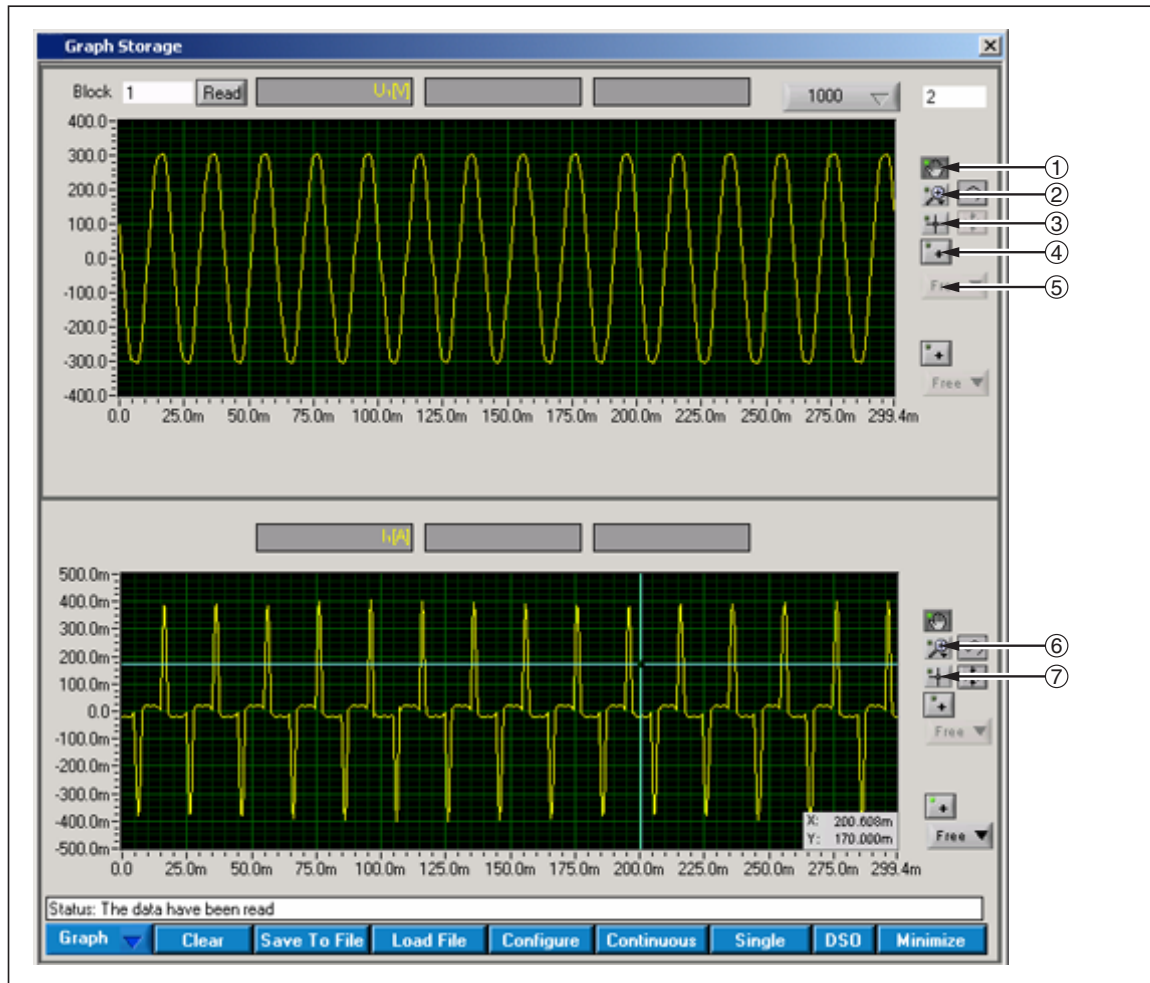 Graph Storage
Block 1 Read U1[V] 1000 2
400.0
300.0
200.0
100.0
0.0
-100.0
-200.0
-300.0
-400.0
0.0 25.0m 50.0m 75.0m 100.0m 125.0m 150.0m 175.0m 200.0m 225.0m 250.0m 275.0m 299.4m
①
②
③
④
Free ⑤
Free
I1[A]
500.0m
400.0m
300.0m
200.0m
100.0m
0.0
-100.0m
-200.0m
-300.0m
-400.0m
-500.0m
0.0 25.0m 50.0m 75.0m 100.0m 125.0m 150.0m 175.0m 200.0m 225.0m 250.0m 275.0m 299.4m
X: 200.608m
Y: 170.000m
⑥
⑦
Free
Free
Status: The data have been read
Graph Clear Save To File Load File Configure Continuous Single DSO Minimize